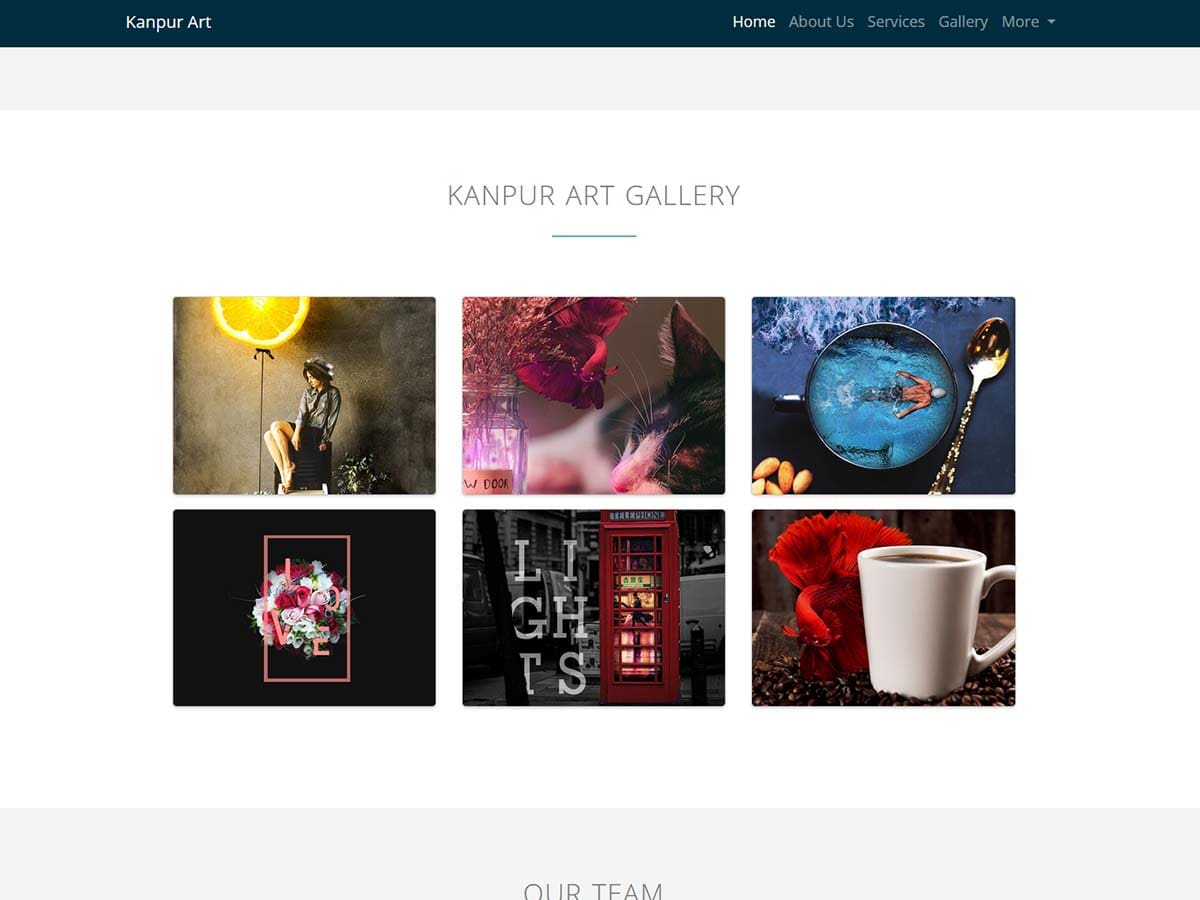 Kanpur Art
Home About Us Services Gallery More
KANPUR ART GALLERY
W DOOR
LOVE
TELEPHONE
LI
GH
TS
OUR TEAM